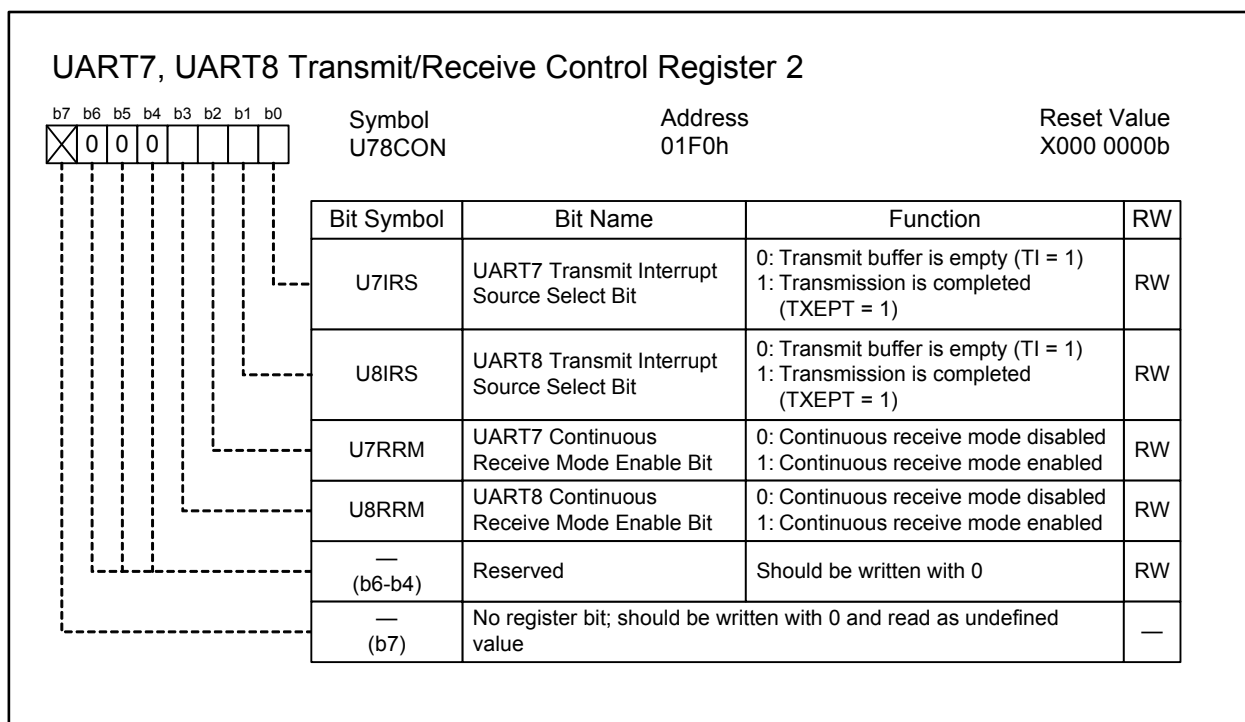 UART7, UART8 Transmit/Receive Control Register 2
b7 b6 b5 b4 b3 b2 b1 b0
0 0 0
Symbol Address Reset Value
U78CON 01F0h X000 0000b
Bit Symbol Bit Name Function RW
U7IRS
UART7 Transmit Interrupt
Source Select Bit
0: Transmit buffer is empty (TI = 1)
1: Transmission is completed
(TXEPT = 1)
RW
U8IRS
UART8 Transmit Interrupt
Source Select Bit
0: Transmit buffer is empty (TI = 1)
1: Transmission is completed
(TXEPT = 1)
RW
U7RRM
UART7 Continuous
Receive Mode Enable Bit
0: Continuous receive mode disabled
1: Continuous receive mode enabled
RW
U8RRM
UART8 Continuous
Receive Mode Enable Bit
0: Continuous receive mode disabled
1: Continuous receive mode enabled
RW
—
(b6-b4)
Reserved
Should be written with 0
RW
—
(b7)
No register bit; should be written with 0 and read as undefined
value
—